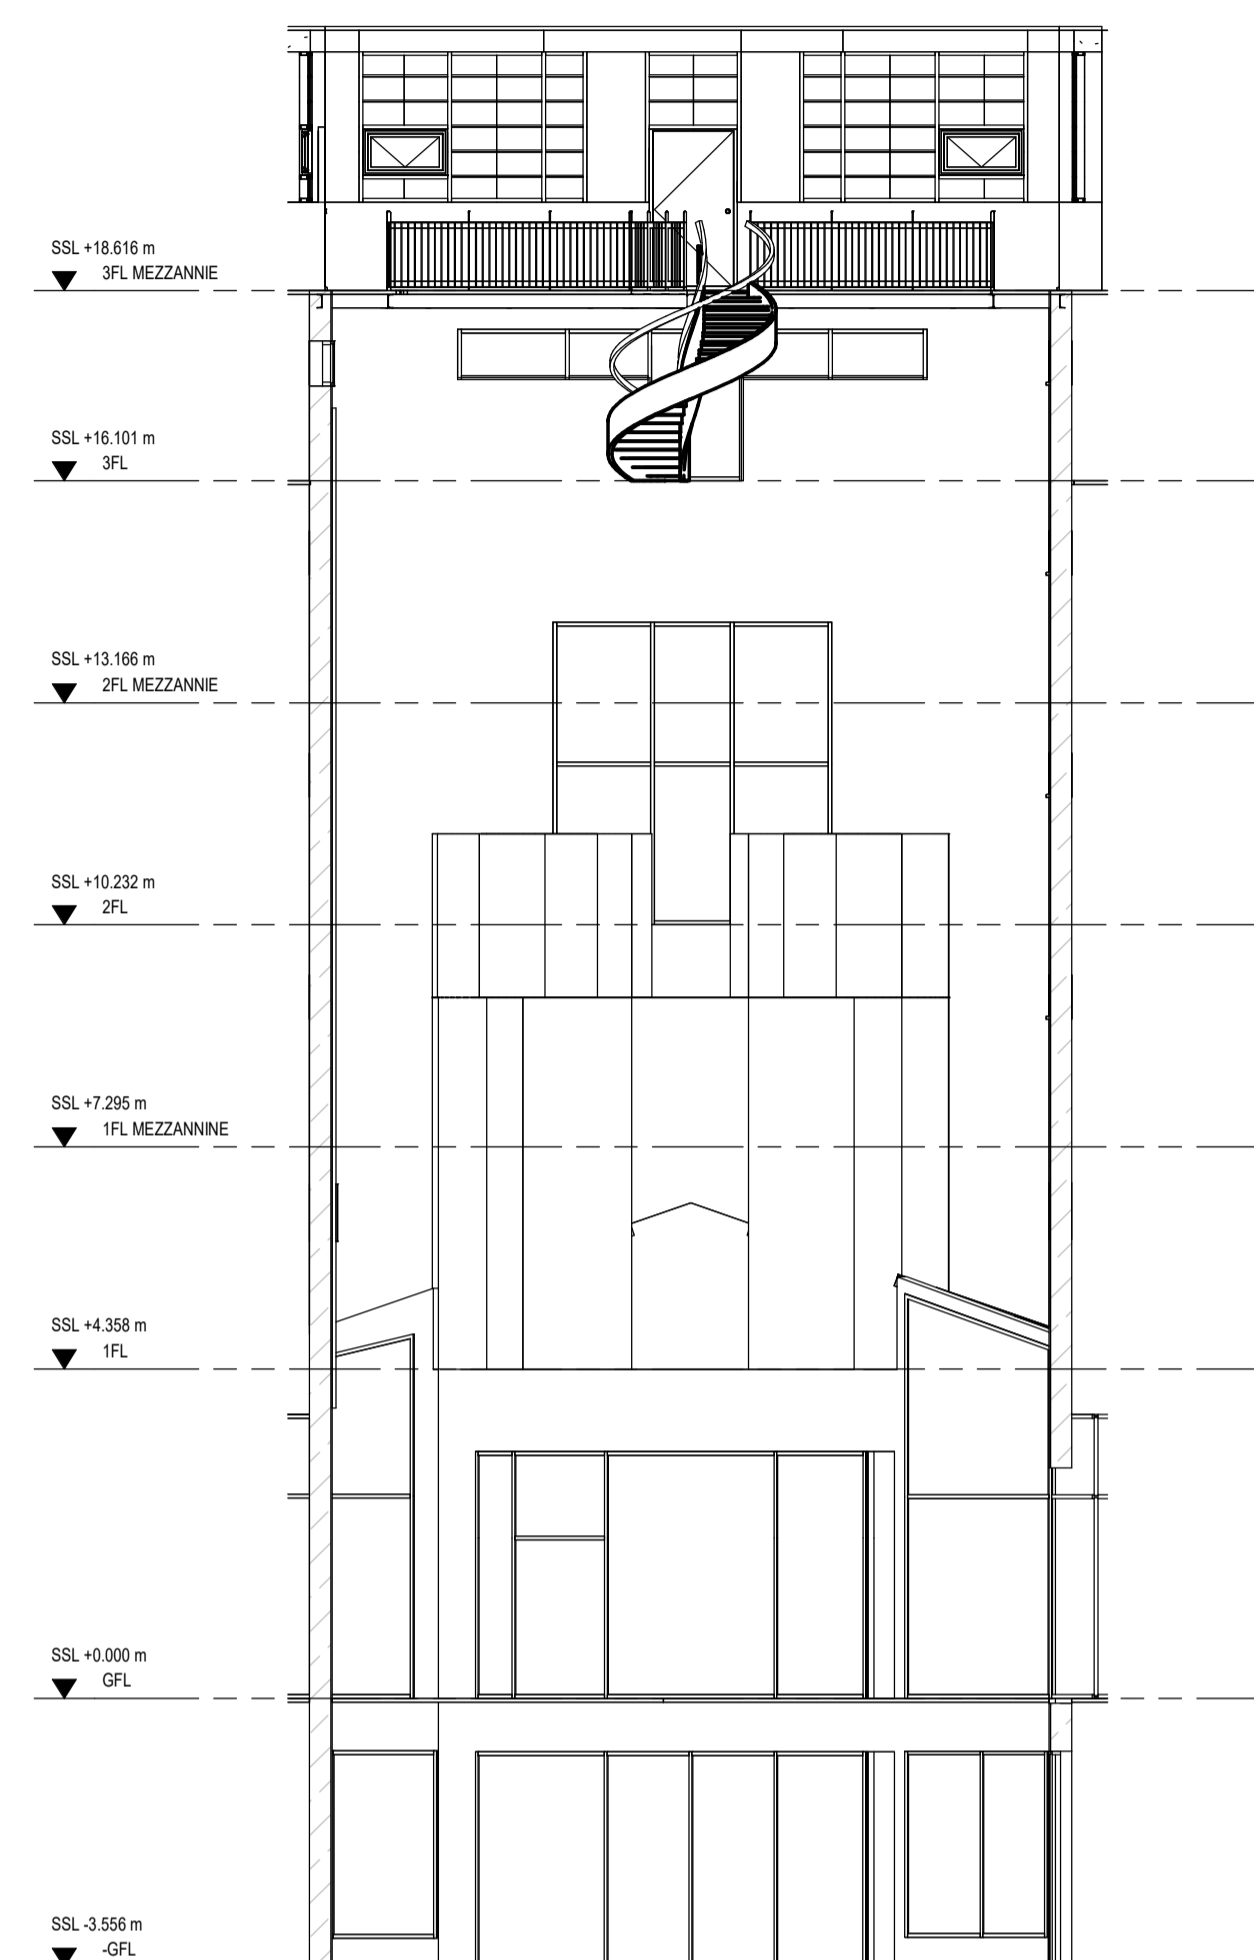 SSL +18.616 m
3FL MEZZANNIE
SSL +16.101 m
3FL
SSL +13.166 m
2FL MEZZANNIE
SSL +10.232 m
2FL
SSL +7.295 m
1FL MEZZANNINE
SSL +4.358 m
1FL
SSL +0.000 m
GFL
SSL -3.556 m
-GFL